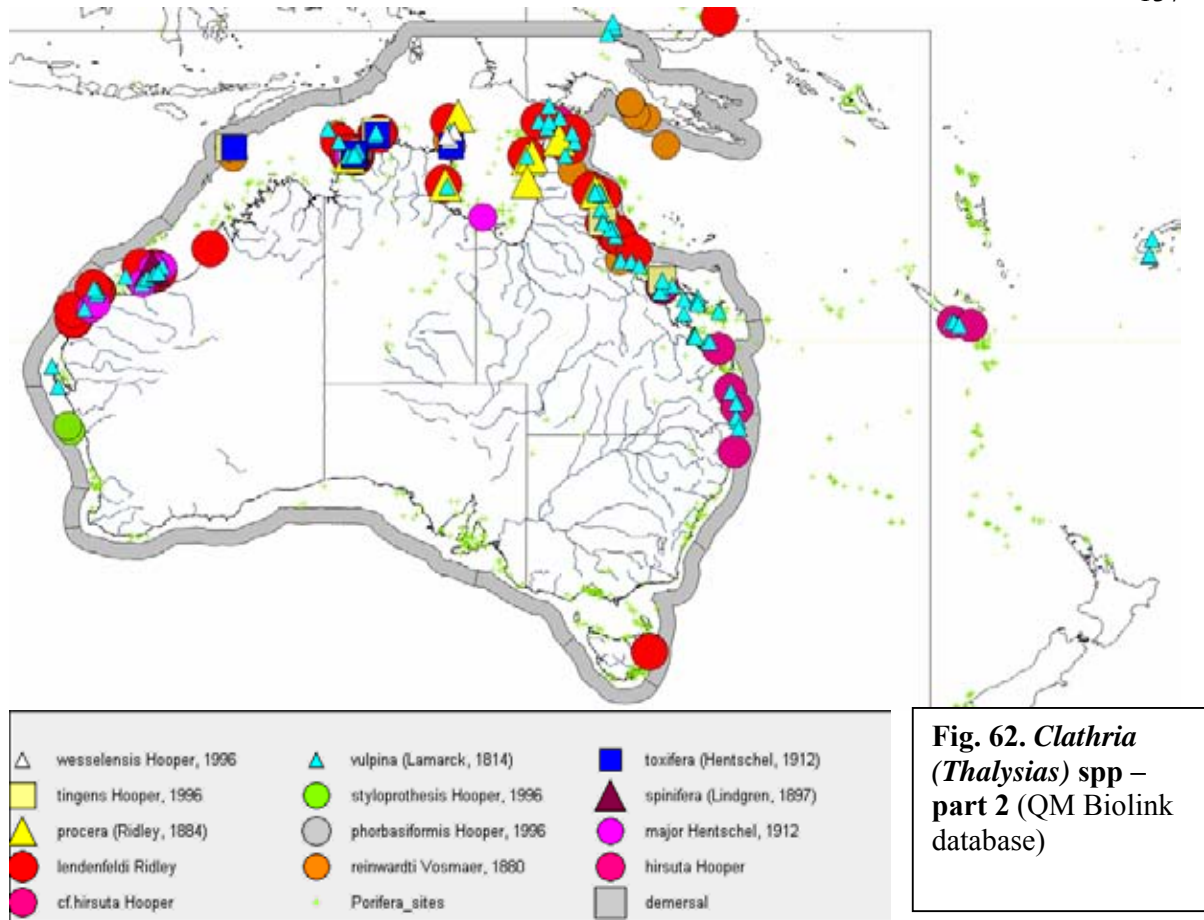 wesselensis Hooper, 1996
vulpina (Lamarck, 1814)
toxifera (Hentschel, 1912)
tingens Hooper, 1996
styloprothesis Hooper, 1996
spinifera (Lindgren, 1897)
procera (Ridley, 1884)
phorbasiformis Hooper, 1996
major Hentschel, 1912
lendenfeldi Ridley
reinwardti Vosmaer, 1880
hirsuta Hooper
cf.hirsuta Hooper
Porifera_sites
demersal
Fig. 62. Clathria
(Thalysias) spp –
part 2 (QM Biolink
database)